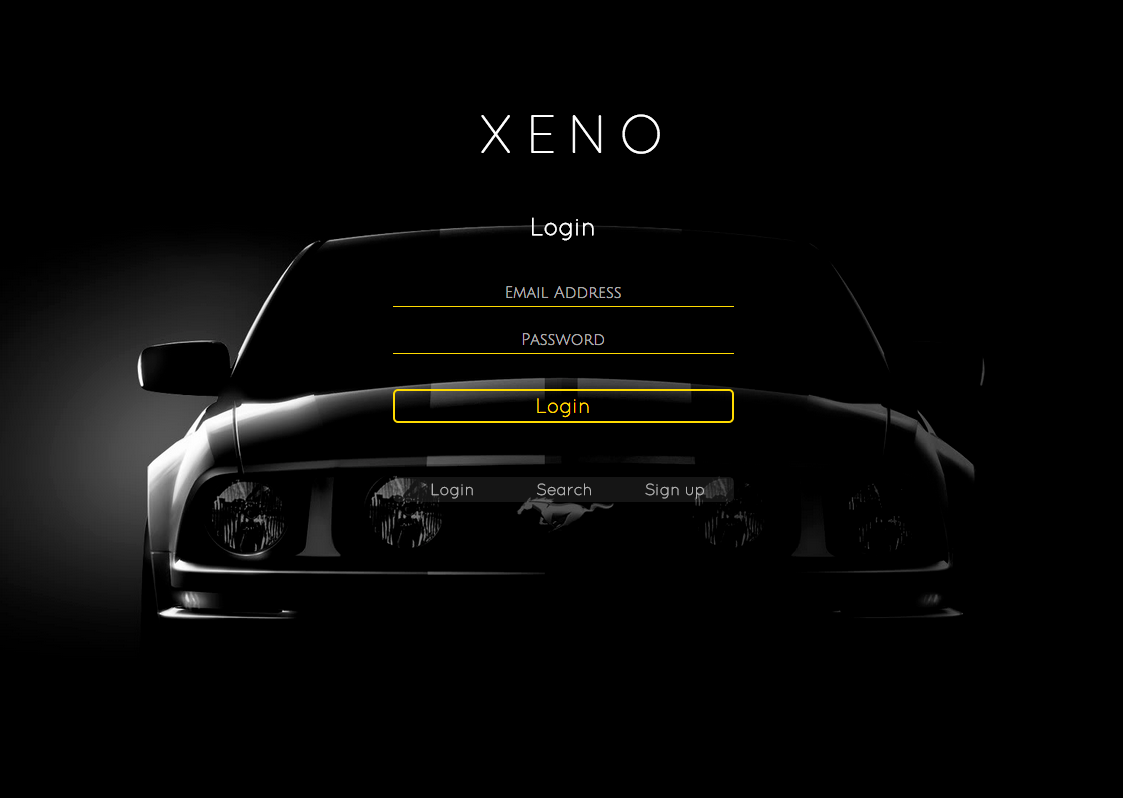 XENO
Login
Email Address
Password
Login
Login Search Sign up